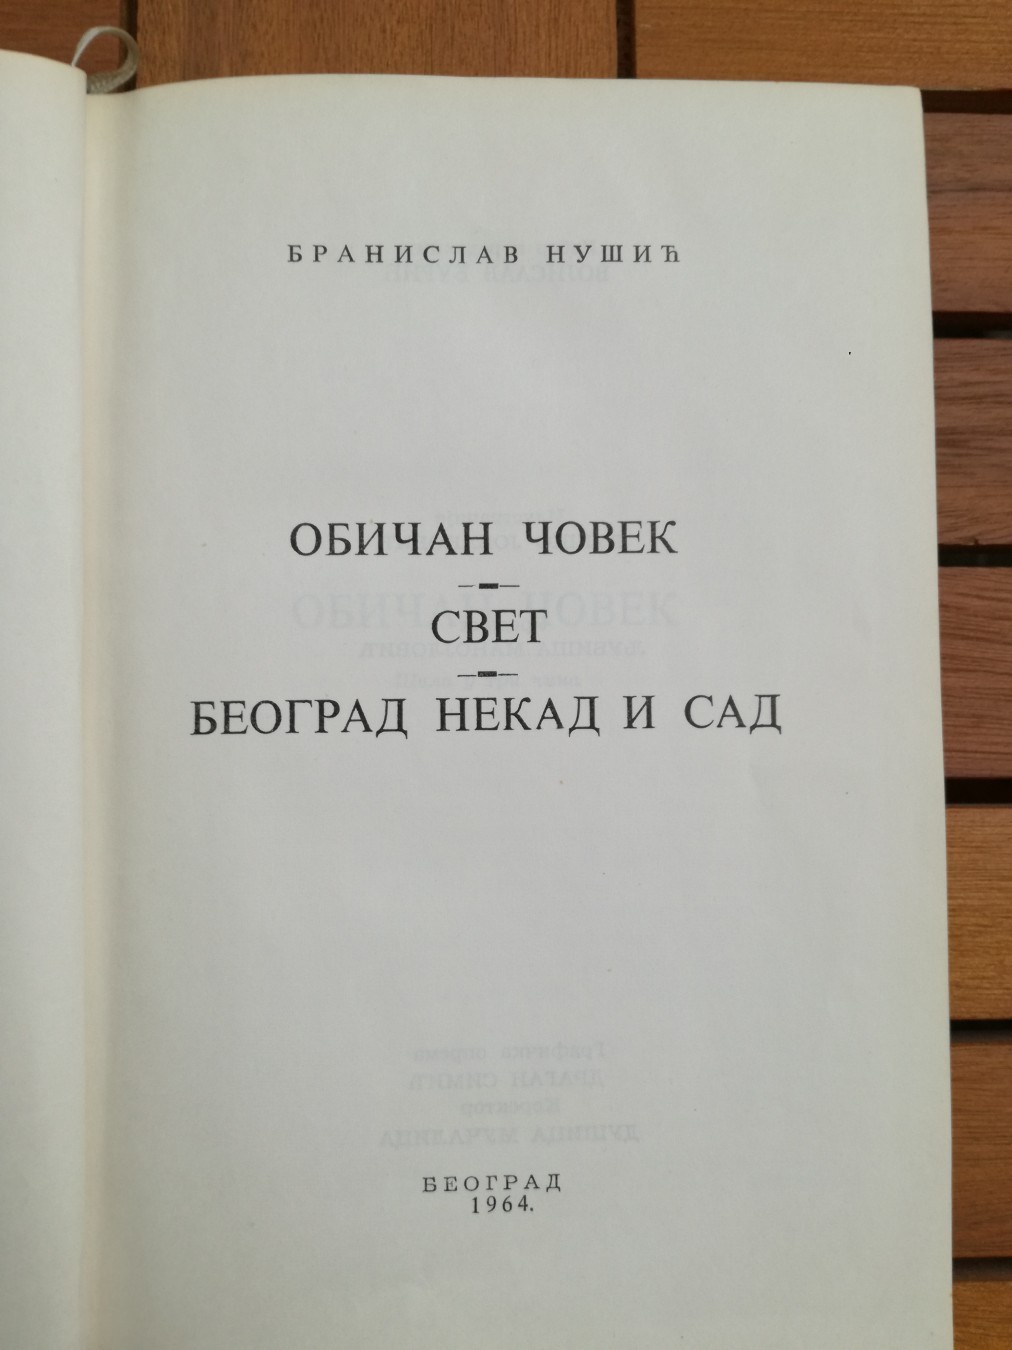 БРАНИСЛАВ НУШИЋ
ОБИЧАН ЧОВЕК
СВЕТ
БЕОГРАД НЕКАД И САД
БЕОГРАД
1964.